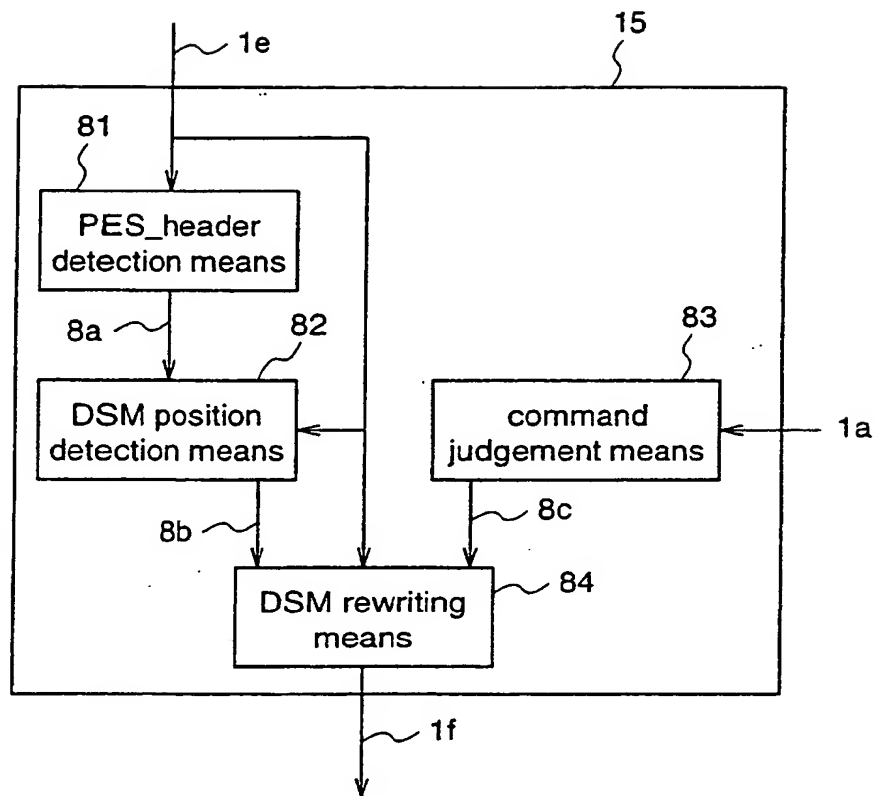 1e
15
81
PES_header
detection means
8a
82
83
DSM position
detection means
command
judgement means
1a
8b
8c
84
DSM rewriting
means
1f